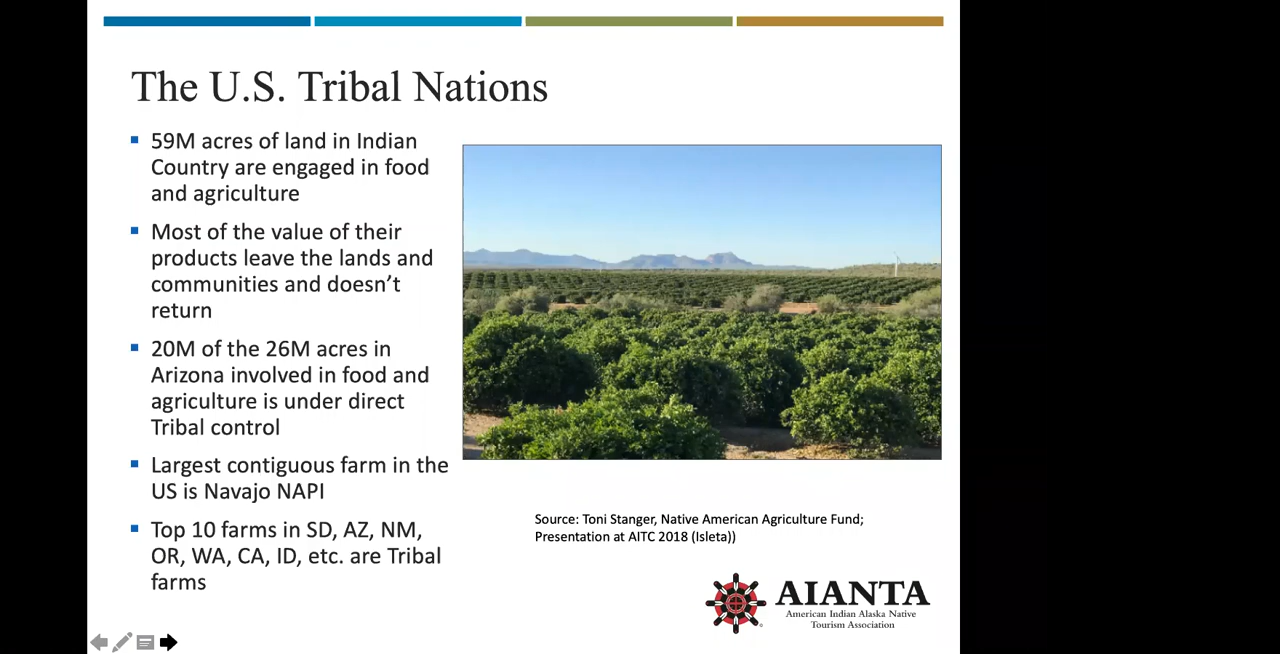 The U.S. Tribal Nations
59M acres of land in Indian
Country are engaged in food
and agriculture
Most of the value of their
products leave the lands and
communities and doesn’t
return
20M of the 26M acres in
Arizona involved in food and
agriculture is under direct
Tribal control
Largest contiguous farm in the
US is Navajo NAPI
Top 10 farms in SD, AZ, NM,
OR, WA, CA, ID, etc. are Tribal
farms
Source: Toni Stanger, Native American Agriculture Fund;
Presentation at AITC 2018 (Isleta))
AIANTA
American Indian Alaska Native
Tourism Association